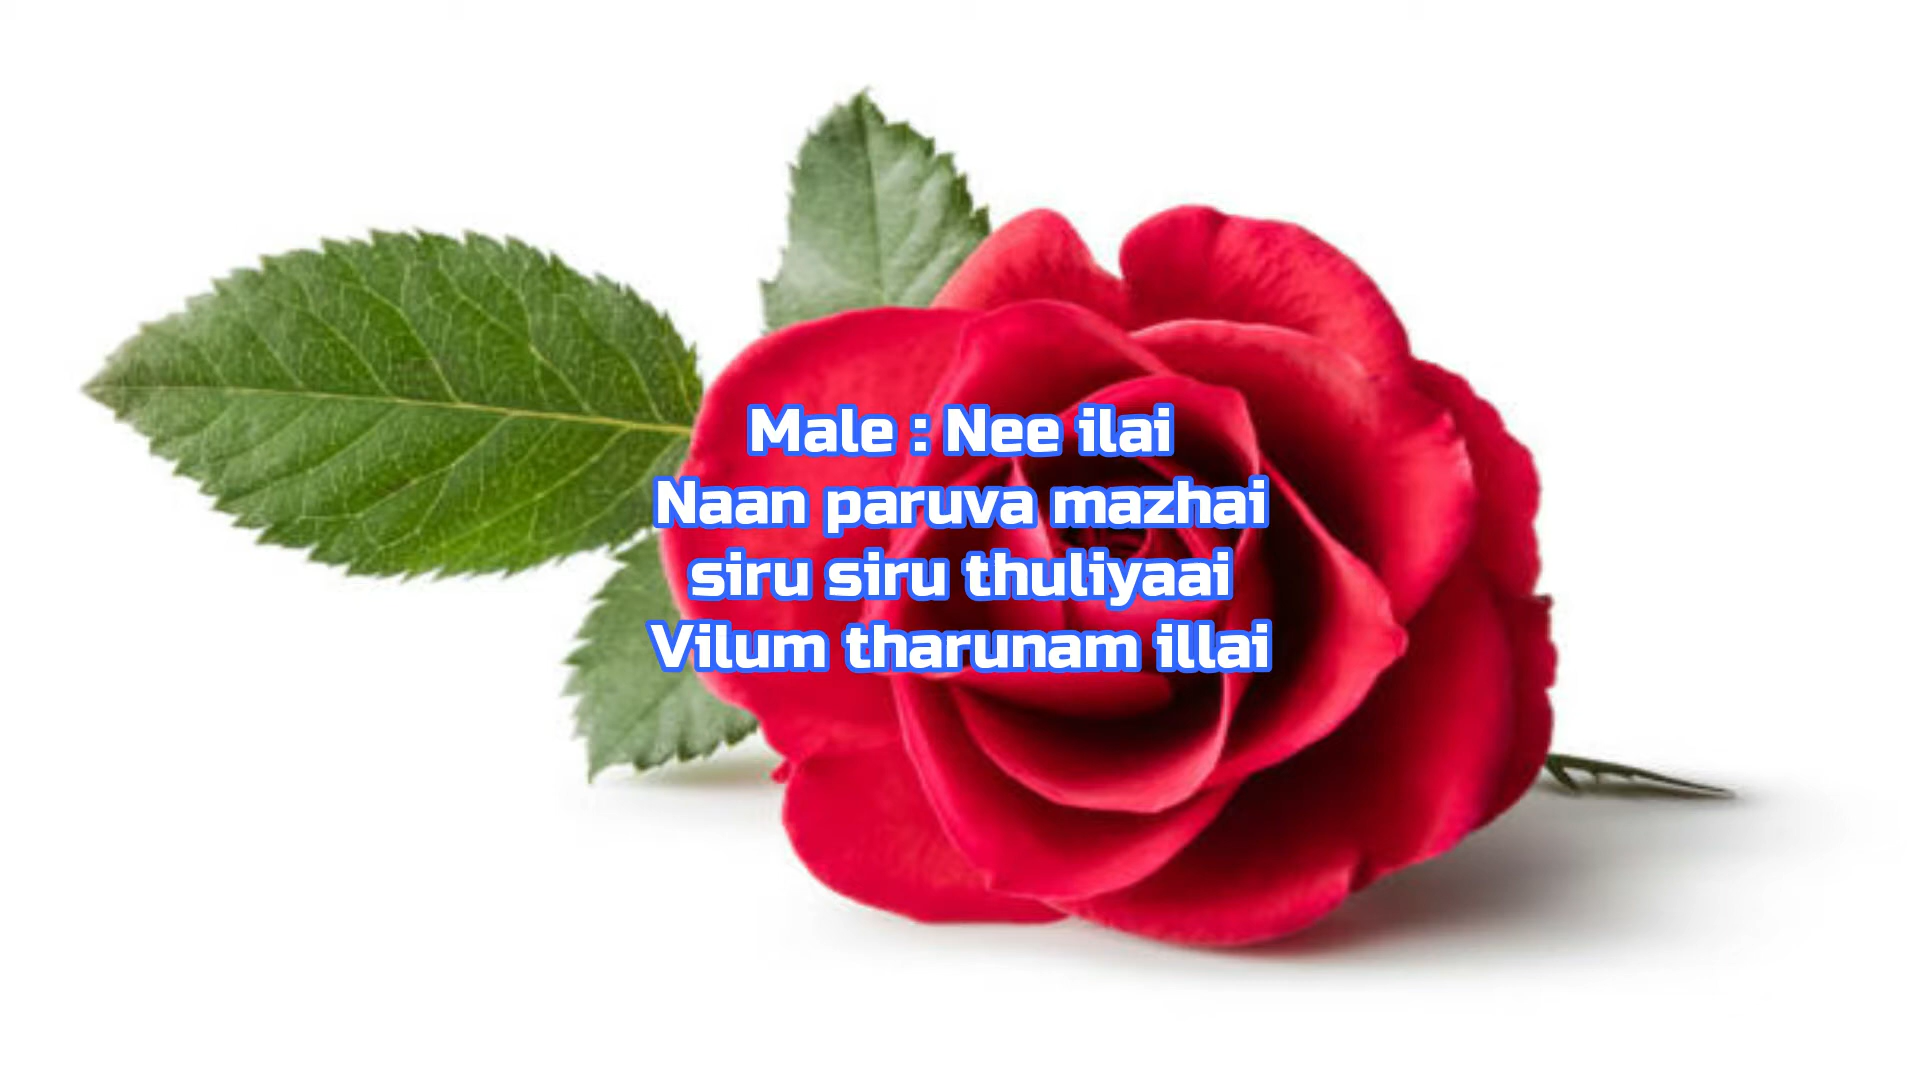 Male : Nee ilai
Naan paruva mazhai
siru siru thuliyaai
Vilum tharunam illai